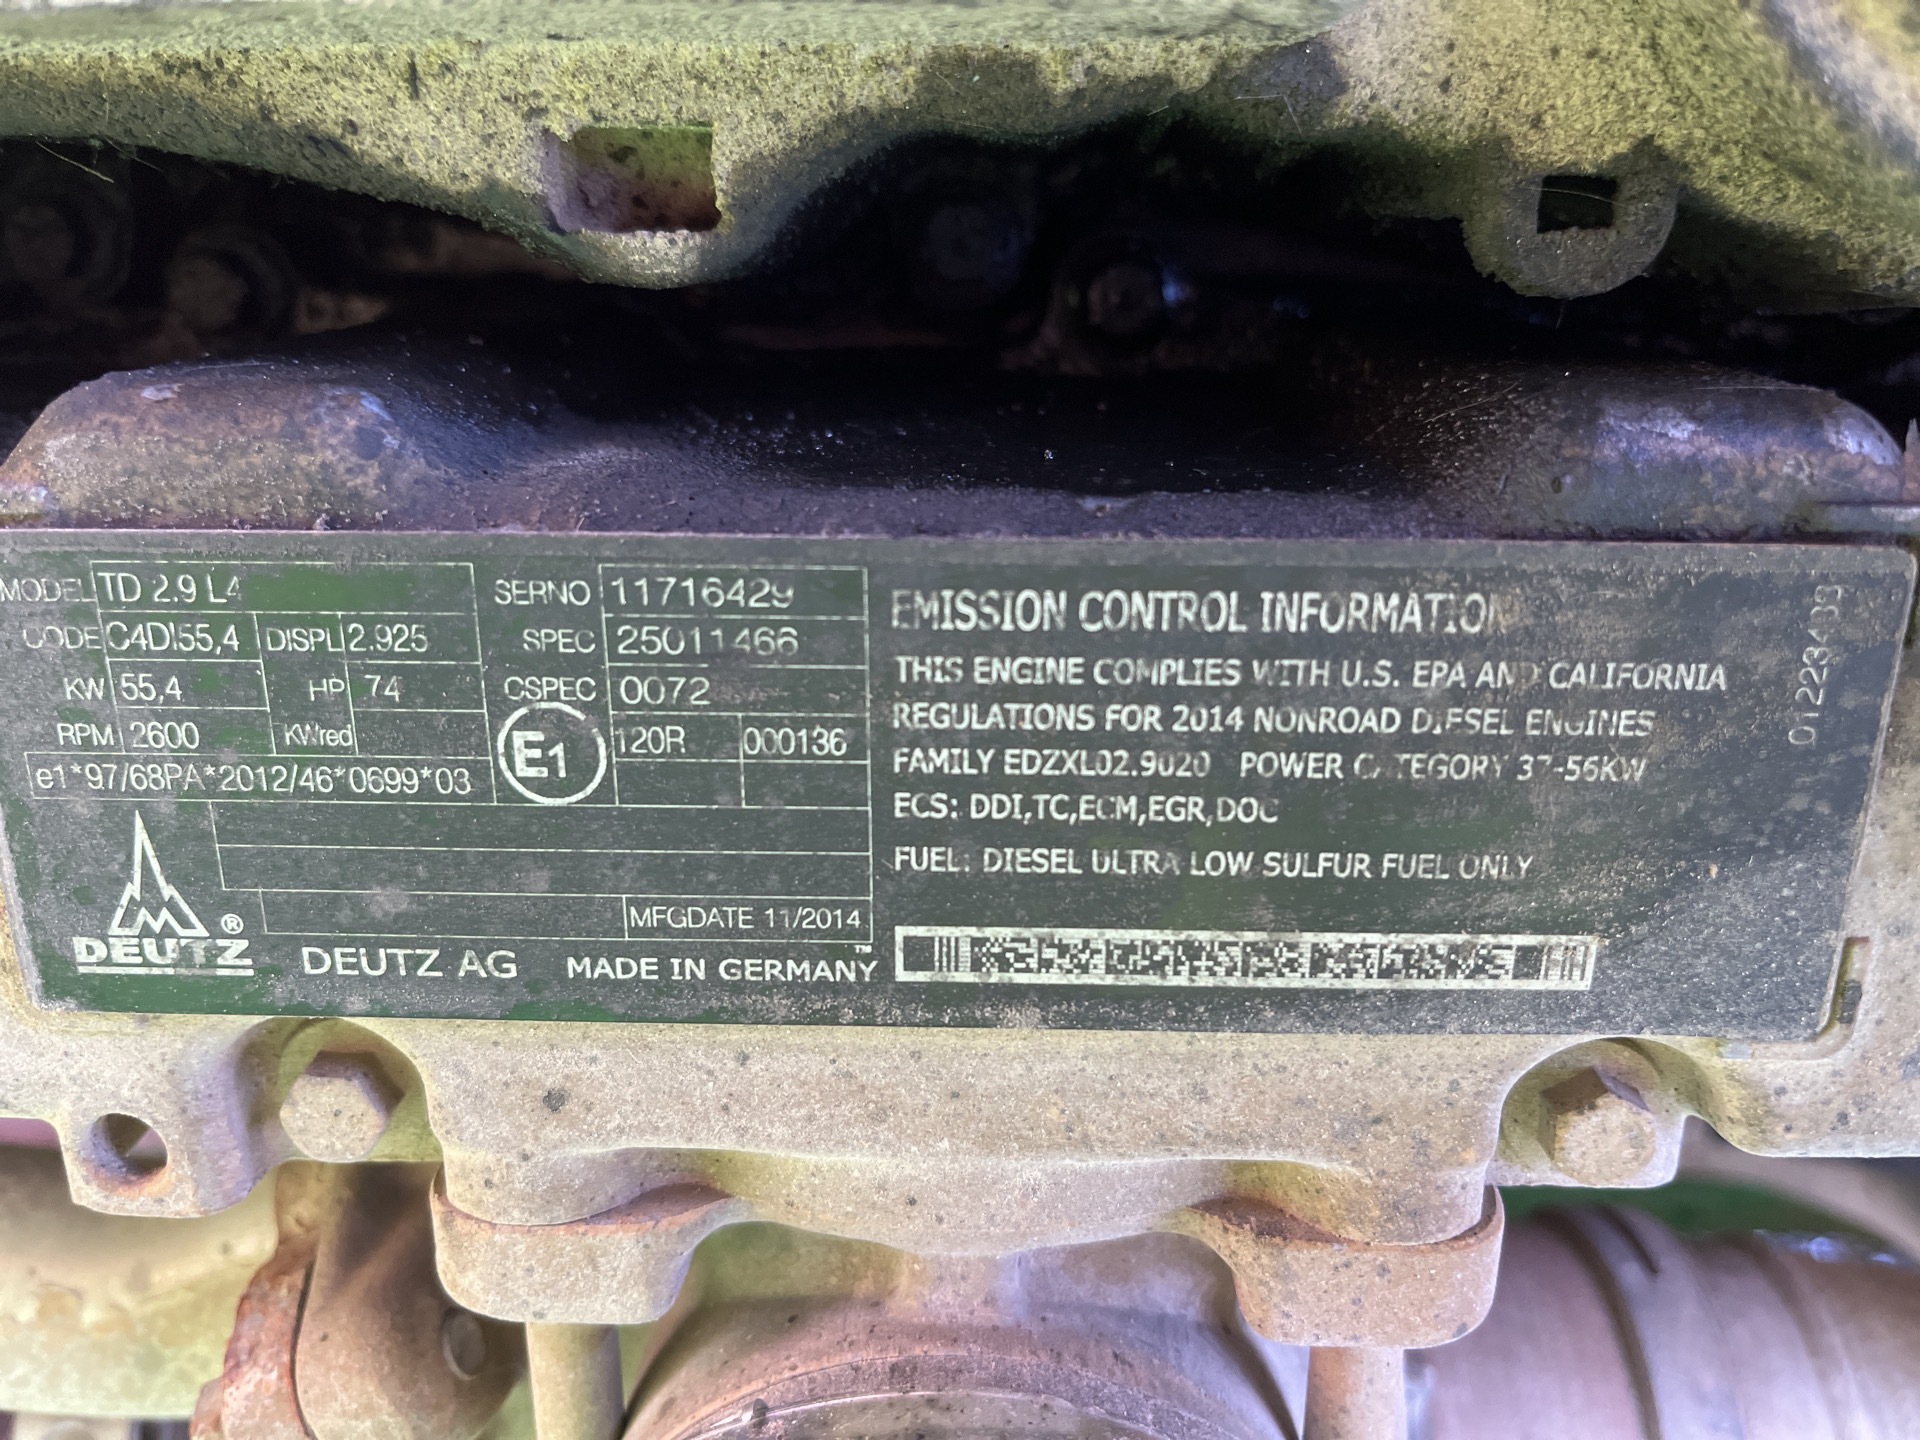 MODEL TD 2.9 L4
CODE C4DI55,4 DISPL 2.925
KW 55,4 HP 74
RPM 2600 KWred
e1*97/68PA*2012/46*0699*03
SERNO 11716429
SPEC 25011466
CSPEC 0072
E1 120R 000136
MFGDATE 11/2014
DEUTZ ®
DEUTZ AG MADE IN GERMANY ™
EMISSION CONTROL INFORMATION
THIS ENGINE COMPLIES WITH U.S. EPA AND CALIFORNIA
REGULATIONS FOR 2014 NONROAD DIESEL ENGINES
FAMILY EDZXL02.9020 POWER CATEGORY 37-56KW
ECS: DDI,TC,ECM,EGR,DOC
FUEL: DIESEL ULTRA LOW SULFUR FUEL ONLY